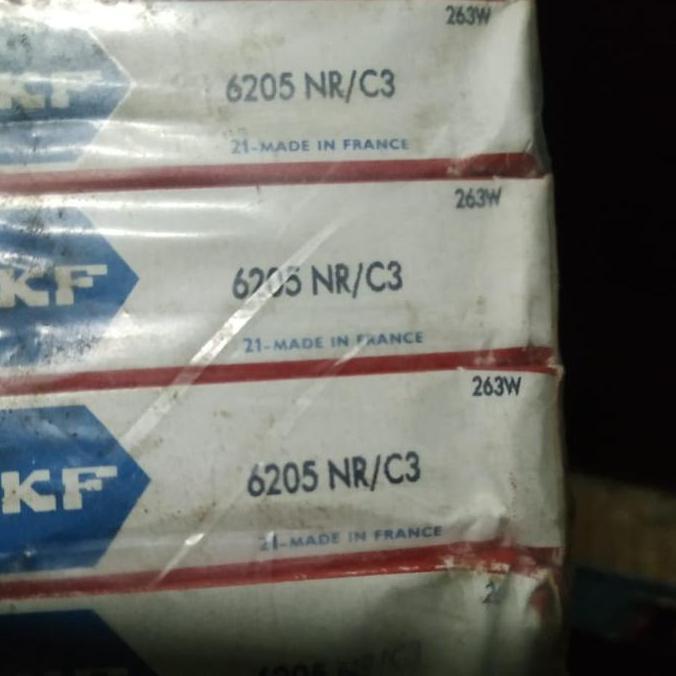 263W
KF
6205 NR/C3
21-MADE IN FRANCE
263W
KF
6205 NR/C3
21-MADE IN FRANCE
263W
KF
6205 NR/C3
21-MADE IN FRANCE